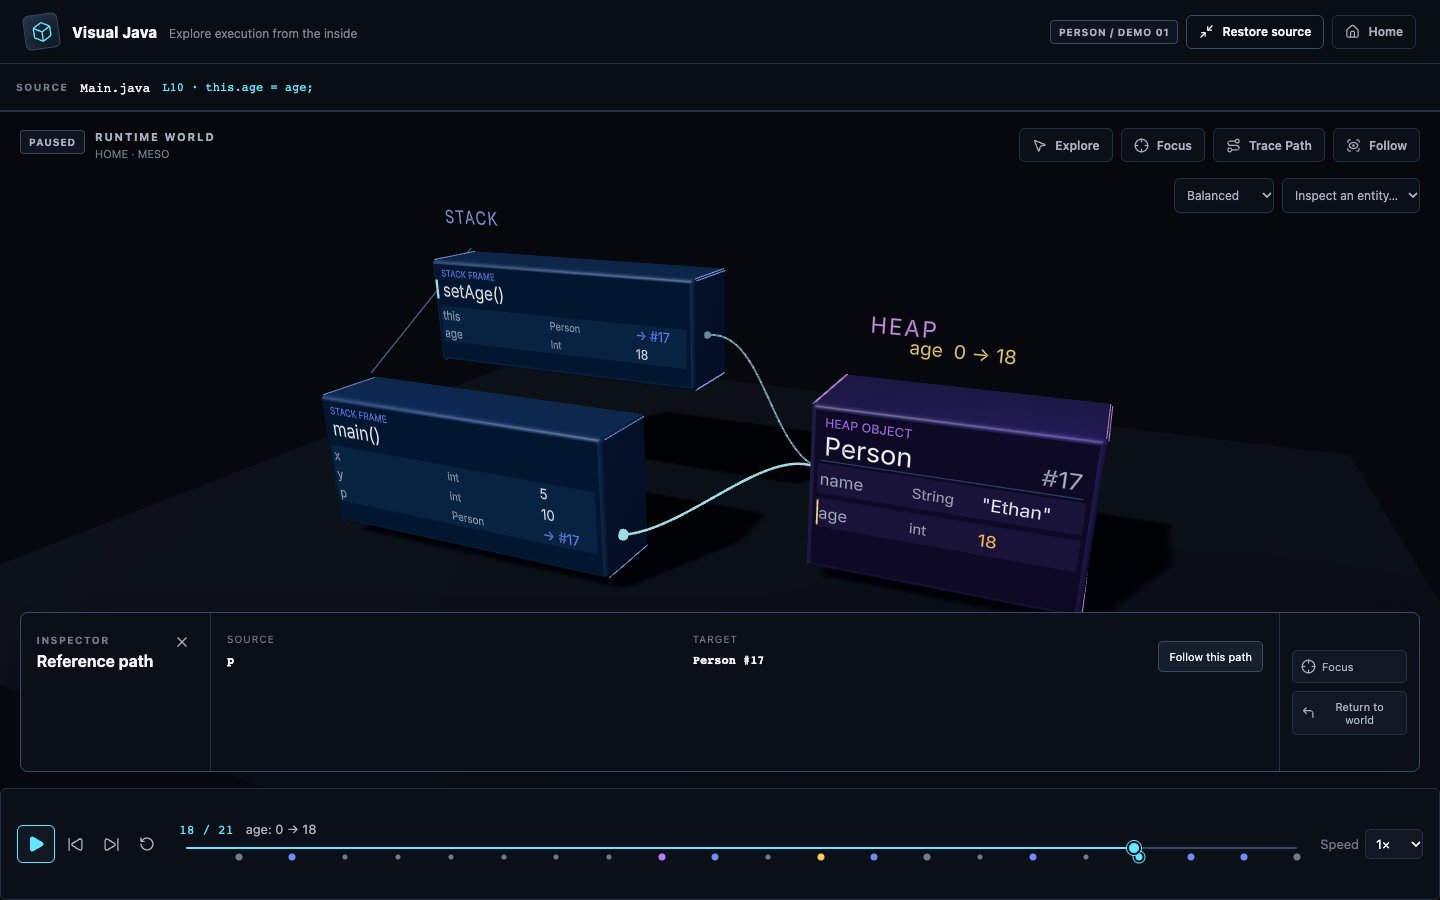 Visual Java Explore execution from the inside PERSON / DEMO 01 Restore source Home
SOURCE Main.java L10 · this.age = age;
PAUSED RUNTIME WORLD
HOME · MESO
Explore Focus Trace Path Follow
Balanced Inspect an entity...
STACK
STACK FRAME
setAge()
this Person → #17
age int 18
HEAP
age 0 → 18
STACK FRAME
main()
x int 5
y int 10
p Person → #17
HEAP OBJECT
Person
#17
name String "Ethan"
age int 18
INSPECTOR
Reference path
SOURCE
p
TARGET
Person #17
Follow this path
Focus
Return to
world
18 / 21 age: 0 → 18
Speed 1×